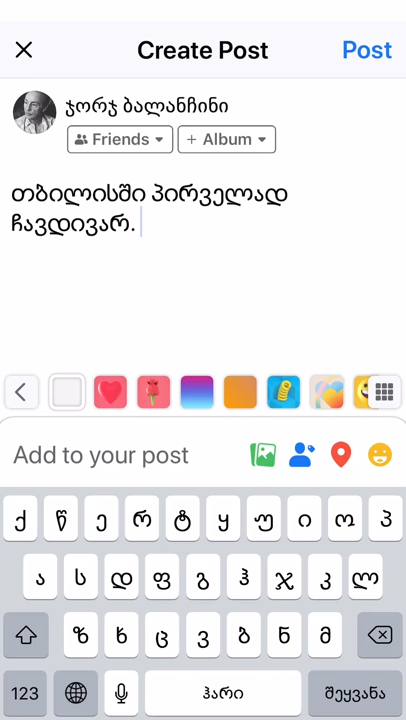 Create Post
Post
ჯორჯ ბალანჩინი
Friends
+ Album
თბილისში პირველად
ჩავდივარ.
Add to your post
ქ წ ე რ ტ ყ უ ი ო პ
ა ს დ ფ გ ჰ ჯ კ ლ
ზ ხ ც ვ ბ ნ მ
123
ჰარი
შეყვანა